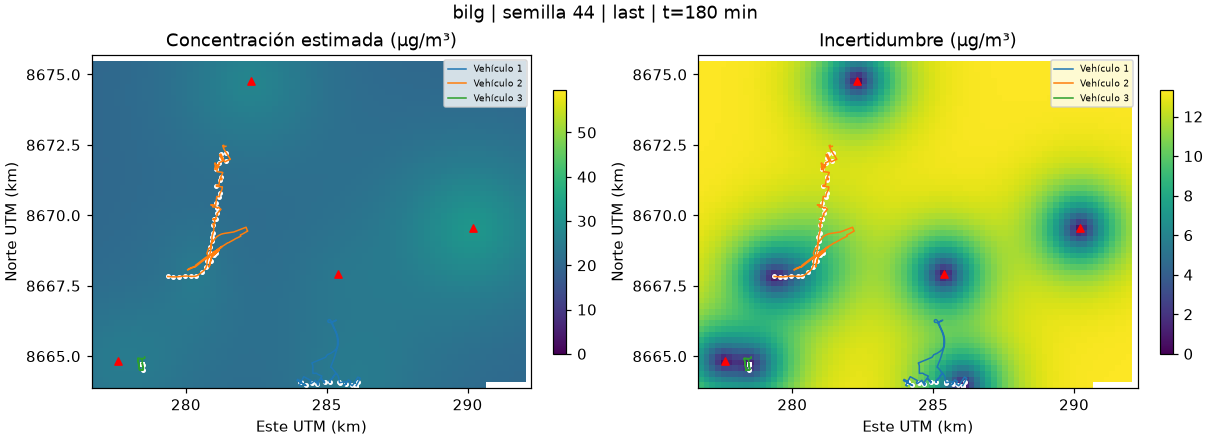 bilg | semilla 44 | last | t=180 min
Concentración estimada (µg/m³)
Norte UTM (km)
8675.0
8672.5
8670.0
8667.5
8665.0
280
285
290
Este UTM (km)
Vehículo 1
Vehículo 2
Vehículo 3
50
40
30
20
10
0
Incertidumbre (µg/m³)
Norte UTM (km)
8675.0
8672.5
8670.0
8667.5
8665.0
280
285
290
Este UTM (km)
Vehículo 1
Vehículo 2
Vehículo 3
12
10
8
6
4
2
0